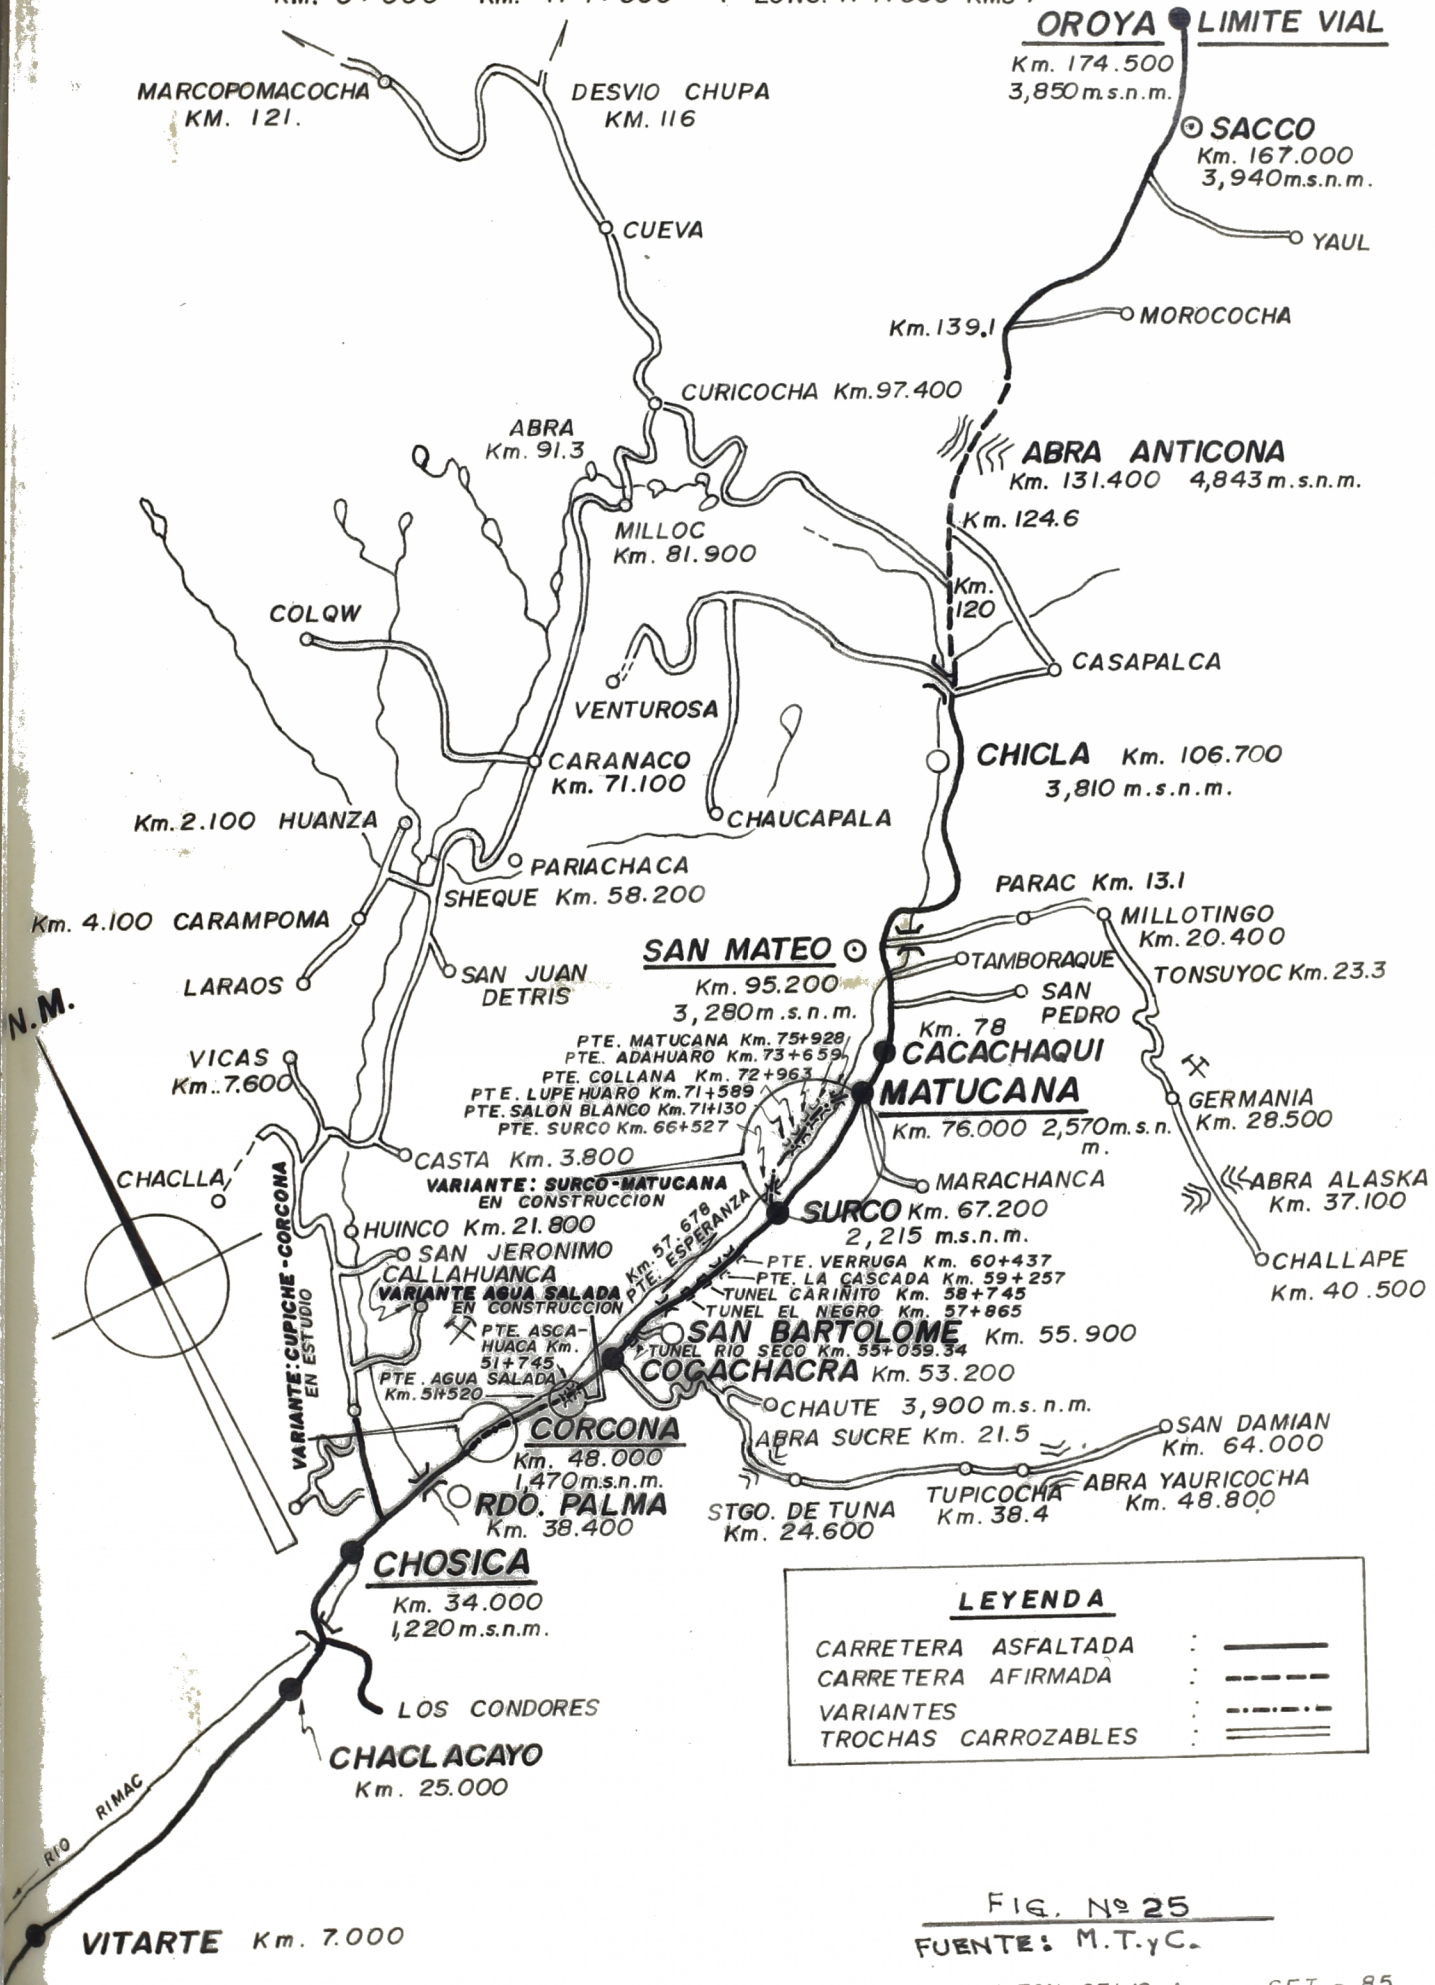 OROYA LIMITE VIAL
Km. 174.500
3,850 m.s.n.m.
MARCOPOMACOCHA
KM. 121.
DESVIO CHUPA
KM. 116
SACCO
Km. 167.000
3,940 m.s.n.m.
CUEVA
YAUL
Km. 139.1
MOROCOCHA
CURICOCHA Km. 97.400
ABRA
Km. 91.3
ABRA ANTICONA
Km. 131.400 4,843 m.s.n.m.
Km. 124.6
MILLOC
Km. 81.900
Km.
120
COLQW
CASAPALCA
VENTUROSA
CARANACO
Km. 71.100
CHICLA Km. 106.700
3,810 m.s.n.m.
Km. 2.100 HUANZA
CHAUCAPALA
PARIACHACA
SHEQUE Km. 58.200
PARAC Km. 13.1
Km. 4.100 CARAMPOMA
MILLOTINGO
Km. 20.400
SAN MATEO
Km. 95.200
3,280 m.s.n.m.
TAMBORAQUE
TONSUYOC Km. 23.3
LARAOS
SAN JUAN
DETRIS
SAN
PEDRO
N.M.
Km. 78
CACACHAQUI
PTE. MATUCANA Km. 75+928
PTE. ADAHUARO Km. 73+659
PTE. COLLANA Km. 72+963
PTE. LUPEHUARO Km. 71+589
PTE. SALON BLANCO Km. 71+130
PTE. SURCO Km. 66+527
VICAS
Km.. 7.600
MATUCANA
Km. 76.000 2,570 m.s.n.
m.
GERMANIA
Km. 28.500
CHACLLA
CASTA Km. 3.800
VARIANTE: SURCO-MATUCANA
EN CONSTRUCCION
MARACHANCA
ABRA ALASKA
Km. 37.100
SURCO Km. 67.200
2,215 m.s.n.m.
HUINCO Km. 21.800
SAN JERONIMO
CALLAHUANCA
VARIANTE AGUA SALADA
EN CONSTRUCCION
Km. 57.678
PTE. ESPERANZA
PTE. VERRUGA Km. 60+437
PTE. LA CASCADA Km. 59+257
TUNEL CARIÑITO Km. 58+745
TUNEL EL NEGRO Km. 57+865
CHALLAPE
Km. 40.500
VARIANTE: CUPICHE-CORCONA
EN ESTUDIO
PTE. ASCA-
HUACA Km.
51+745
PTE. AGUA SALADA
Km. 51+520
SAN BARTOLOME Km. 55.900
TUNEL RIO SECO Km. 55+059.34
COCACHACRA Km. 53.200
CHAUTE 3,900 m.s.n.m.
CORCONA
Km. 48.000
1,470 m.s.n.m.
ABRA SUCRE Km. 21.5
SAN DAMIAN
Km. 64.000
RDO. PALMA
Km. 38.400
STGO. DE TUNA
Km. 24.600
TUPICOCHA
Km. 38.4
ABRA YAURICOCHA
Km. 48.800
CHOSICA
Km. 34.000
1,220 m.s.n.m.
LEYENDA
CARRETERA ASFALTADA :
CARRETERA AFIRMADA :
VARIANTES :
TROCHAS CARROZABLES :
LOS CONDORES
CHACLACAYO
Km. 25.000
RIO RIMAC
VITARTE Km. 7.000
FIG. Nº 25
FUENTE: M.T.yC.